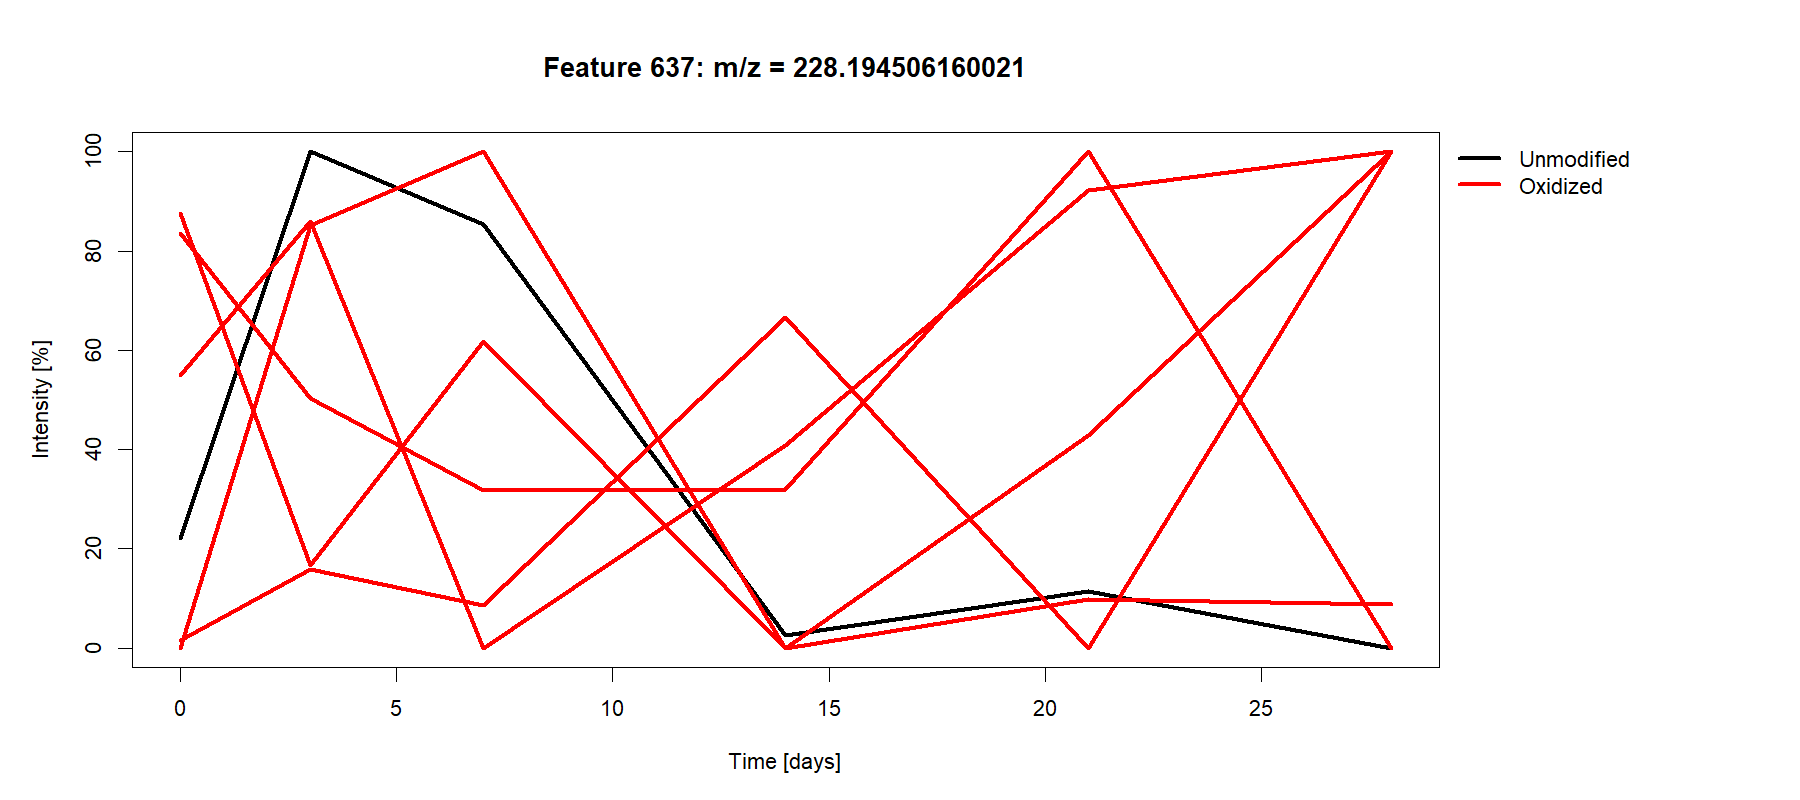 Feature 637: m/z = 228.194506160021
100
80
60
40
20
0
Intensity [%]
0 5 10 15 20 25
Time [days]
Unmodified
Oxidized